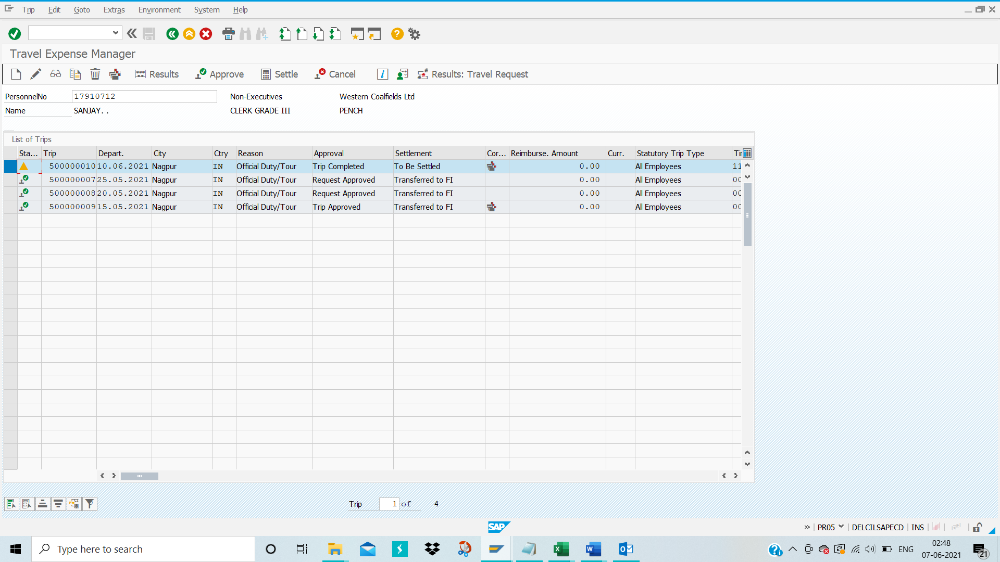 Trip Edit Goto Extras Environment System Help
Travel Expense Manager
Results Approve Settle Cancel Results: Travel Request
PersonnelNo 17910712 Non-Executives Western Coalfields Ltd
Name SANJAY. . CLERK GRADE III PENCH
List of Trips
Sta... Trip Depart. City Ctry Reason Approval Settlement Cor... Reimburse. Amount Curr. Statutory Trip Type
500000010 10.06.2021 Nagpur IN Official Duty/Tour Trip Completed To Be Settled 0.00 All Employees 11
500000007 25.05.2021 Nagpur IN Official Duty/Tour Request Approved Transferred to FI 0.00 All Employees 00
500000008 20.05.2021 Nagpur IN Official Duty/Tour Request Approved Transferred to FI 0.00 All Employees 00
500000009 15.05.2021 Nagpur IN Official Duty/Tour Trip Approved Transferred to FI 0.00 All Employees 00
Trip 1 of 4
SAP PR05 DELCILSAPECD INS
Type here to search ENG 02:48
07-06-2021 21